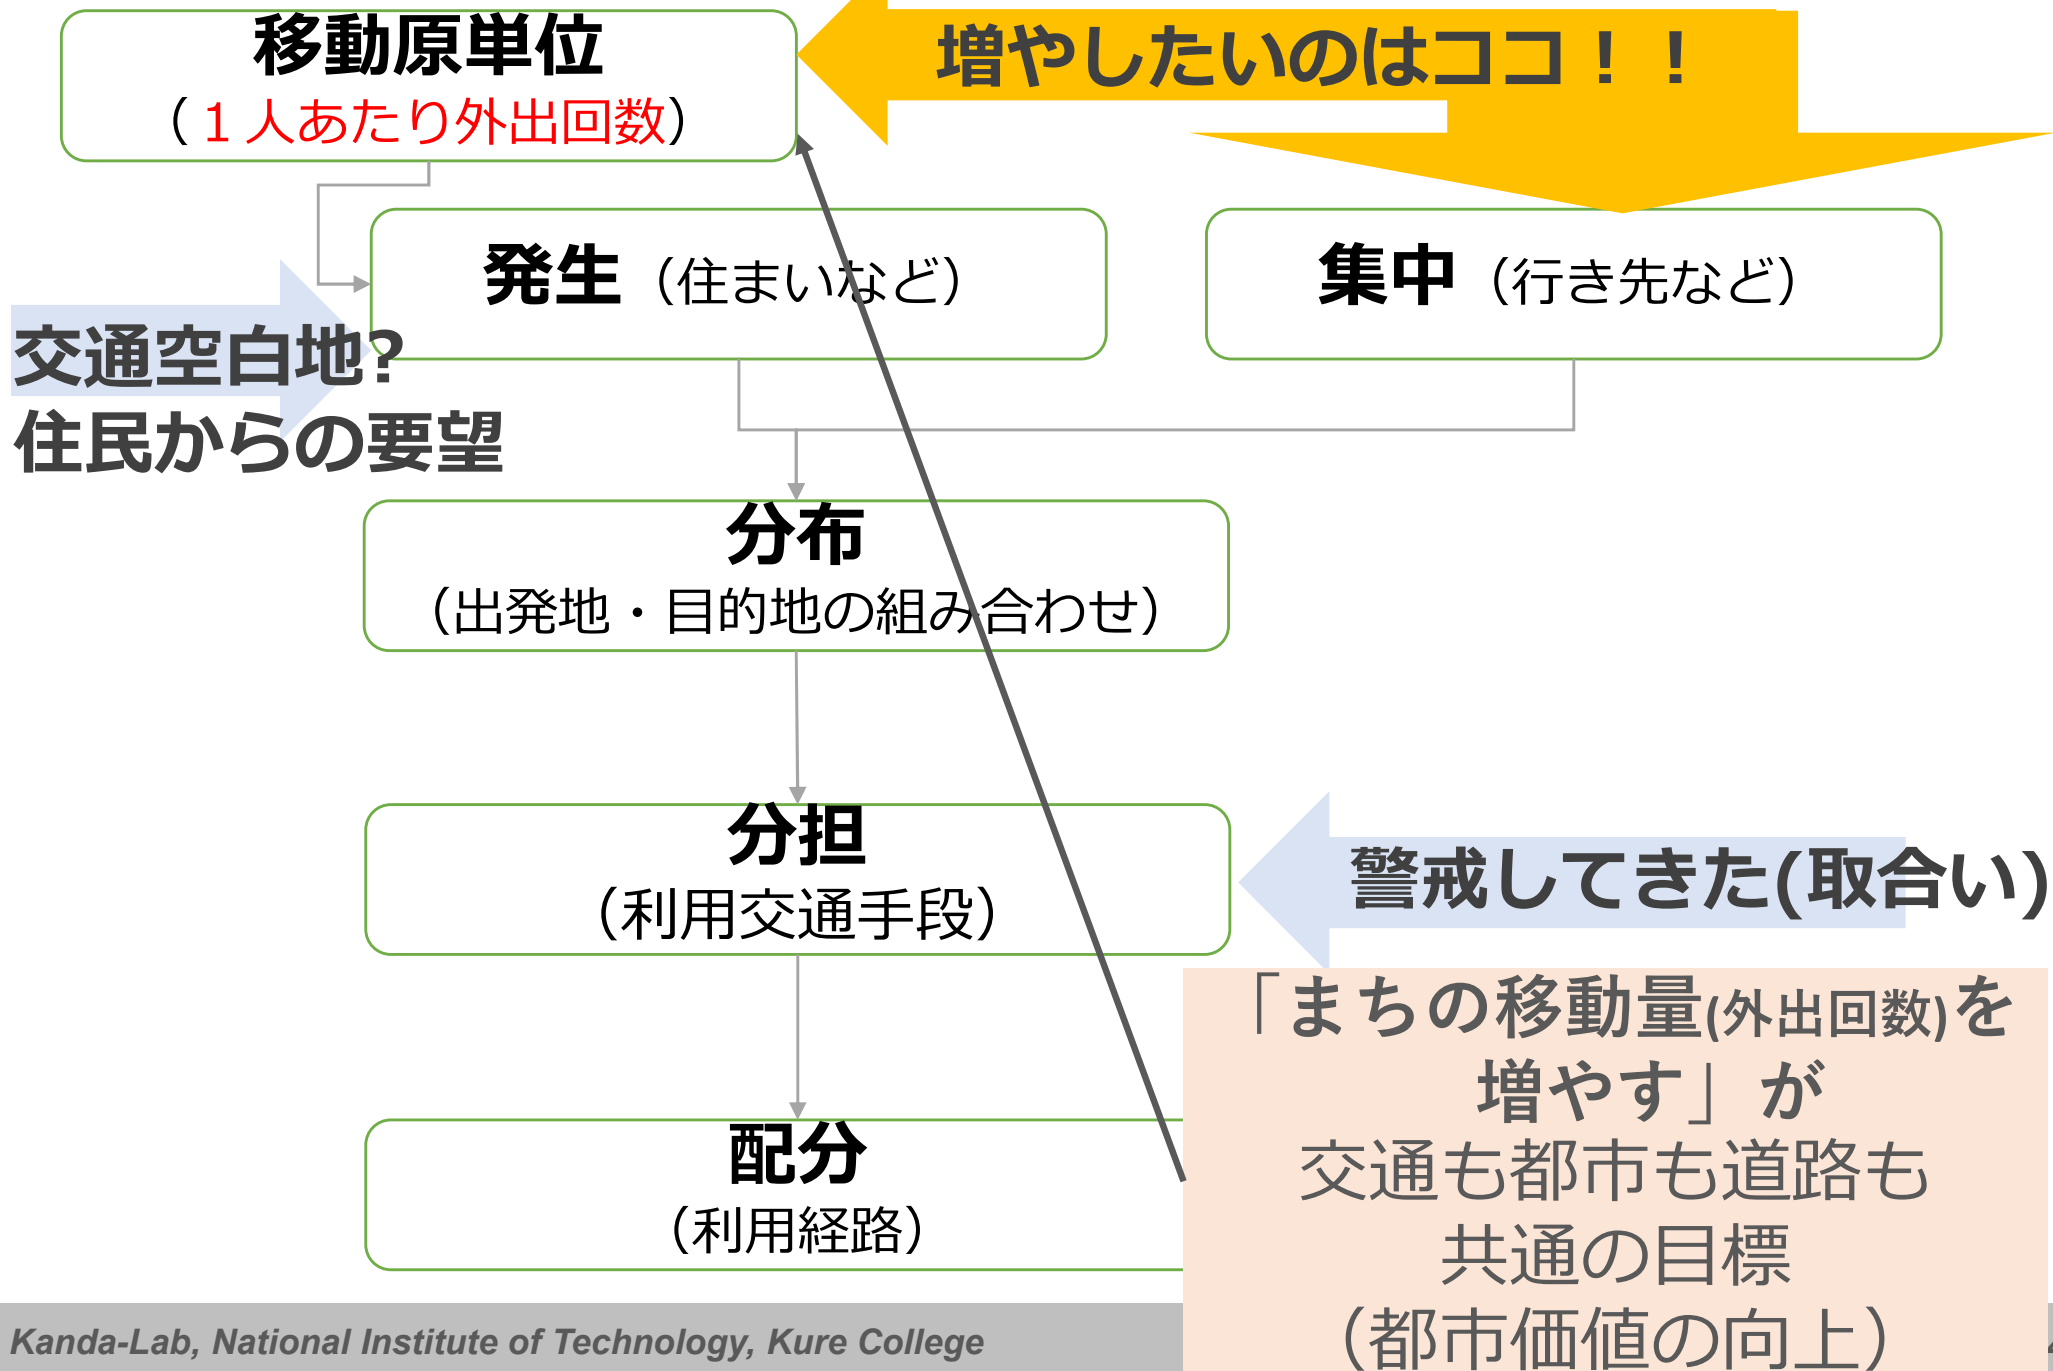 移動原単位
（１人あたり外出回数）
増やしたいのはココ！！
発生（住まいなど）
集中（行き先など）
交通空白地?
住民からの要望
分布
（出発地・目的地の組み合わせ）
分担
（利用交通手段）
警戒してきた(取合い)
配分
（利用経路）
「まちの移動量(外出回数)を
増やす」が
交通も都市も道路も
共通の目標
（都市価値の向上）
Kanda-Lab, National Institute of Technology, Kure College